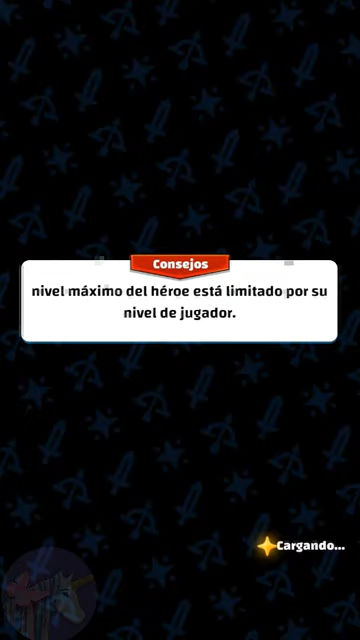 Consejos
nivel máximo del héroe está limitado por su
nivel de jugador.
Cargando...